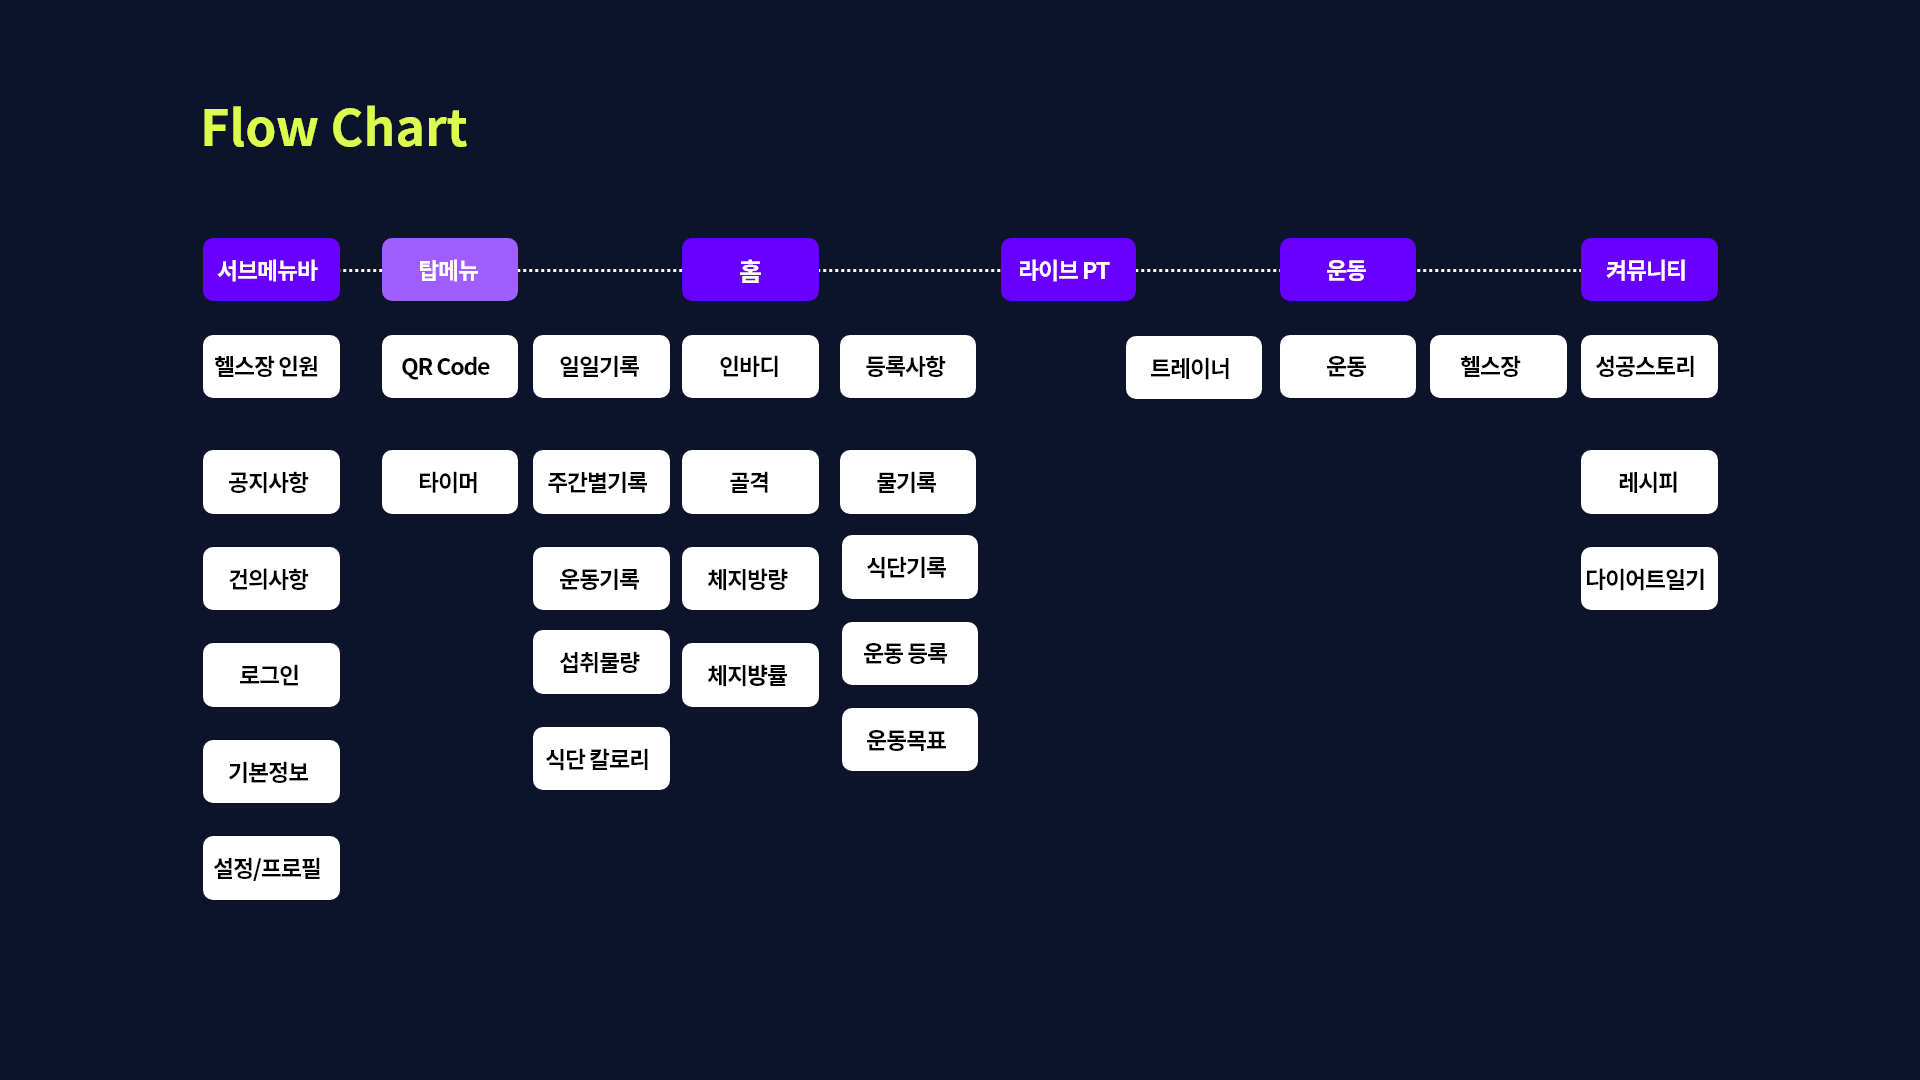 Flow Chart
서브메뉴바
탑메뉴
홈
라이브 PT
운동
켜뮤니티
헬스장 인원
QR Code
일일기록
인바디
등록사항
트레이너
운동
헬스장
성공스토리
공지사항
타이머
주간별기록
골격
물기록
레시피
건의사항
운동기록
체지방량
식단기록
다이어트일기
로그인
섭취물량
체지뱡률
운동 등록
기본정보
식단 칼로리
운동목표
설정/프로필